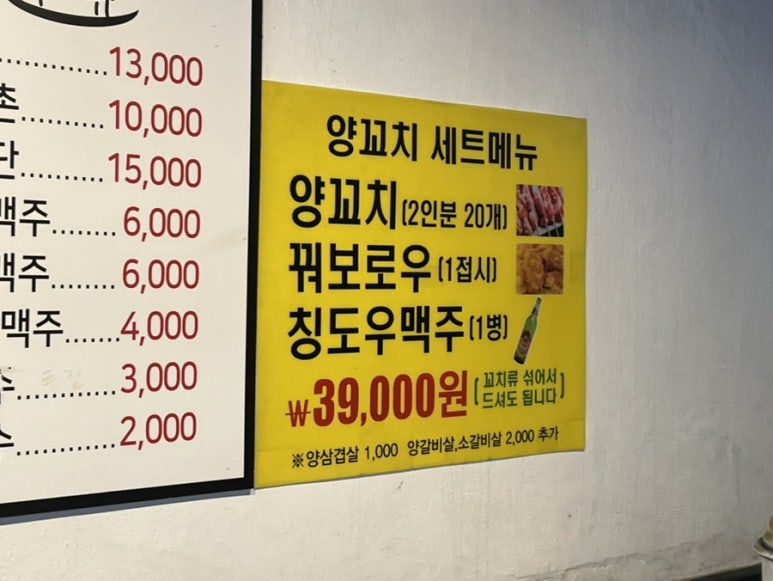 13,000
10,000
15,000
맥주........6,000
맥주........6,000
맥주......4,000
3,000
2,000
양꼬치 세트메뉴
양꼬치(2인분 20개)
꿔보로우(1접시)
칭도우맥주(1병)
₩39,000원 (꼬치류 섞어서
드셔도 됩니다)
※양삼겹살 1,000 양갈비살,소갈비살 2,000 추가